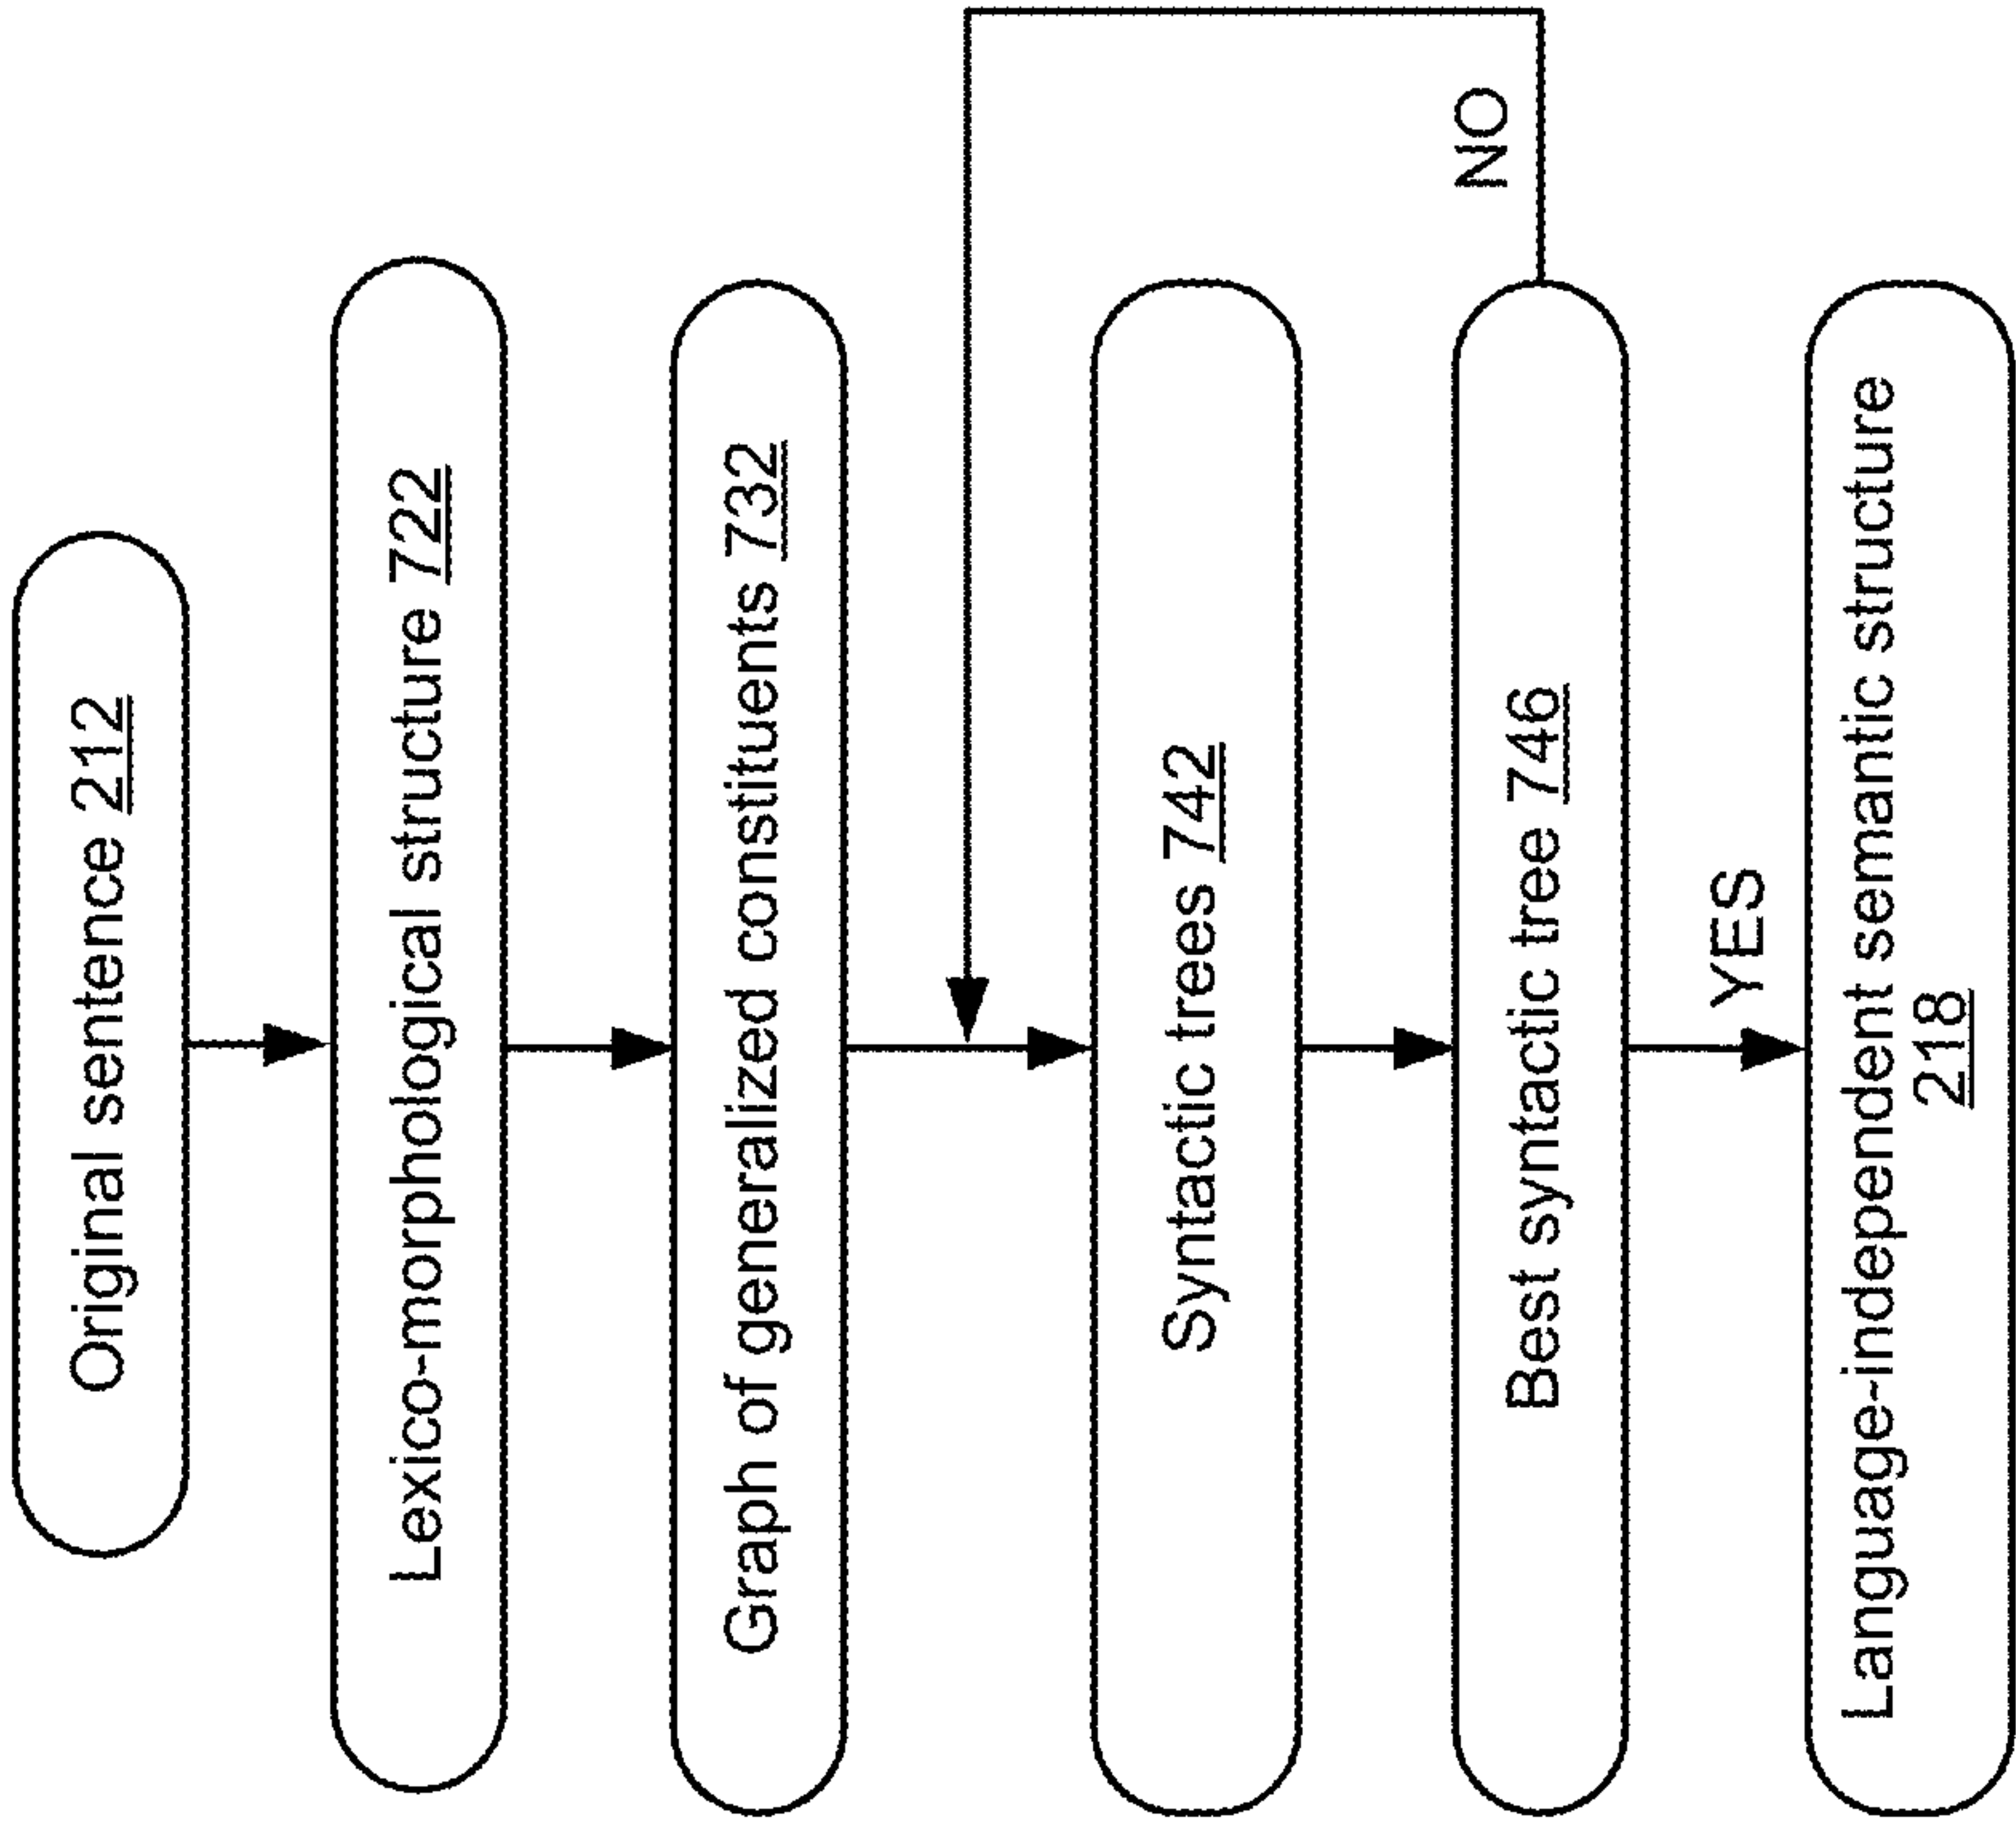 Original sentence 212
Lexico-morphological structure 722
Graph of generalized constituents 732
Syntactic trees 742
Best syntactic tree 746
NO
YES
Language-independent semantic structure
218